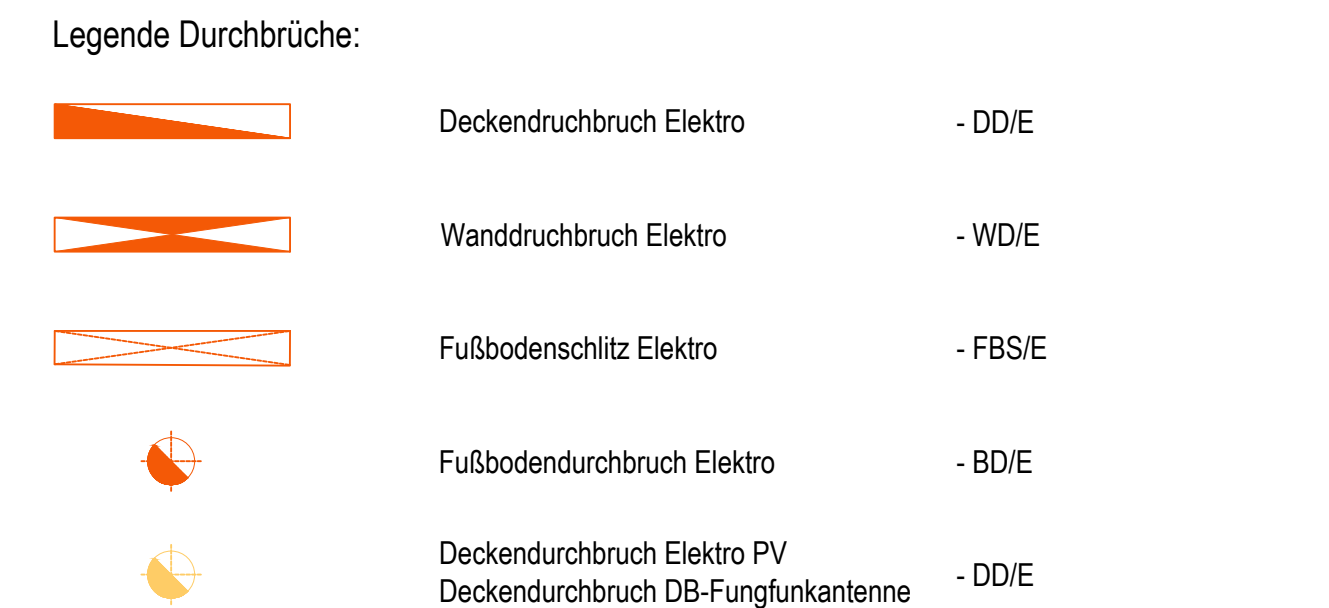 Legende Durchbrüche:
Deckendruchbruch Elektro - DD/E
Wanddruchbruch Elektro - WD/E
Fußbodenschlitz Elektro - FBS/E
Fußbodendurchbruch Elektro - BD/E
Deckendurchbruch Elektro PV
Deckendurchbruch DB-Fungfunkantenne - DD/E